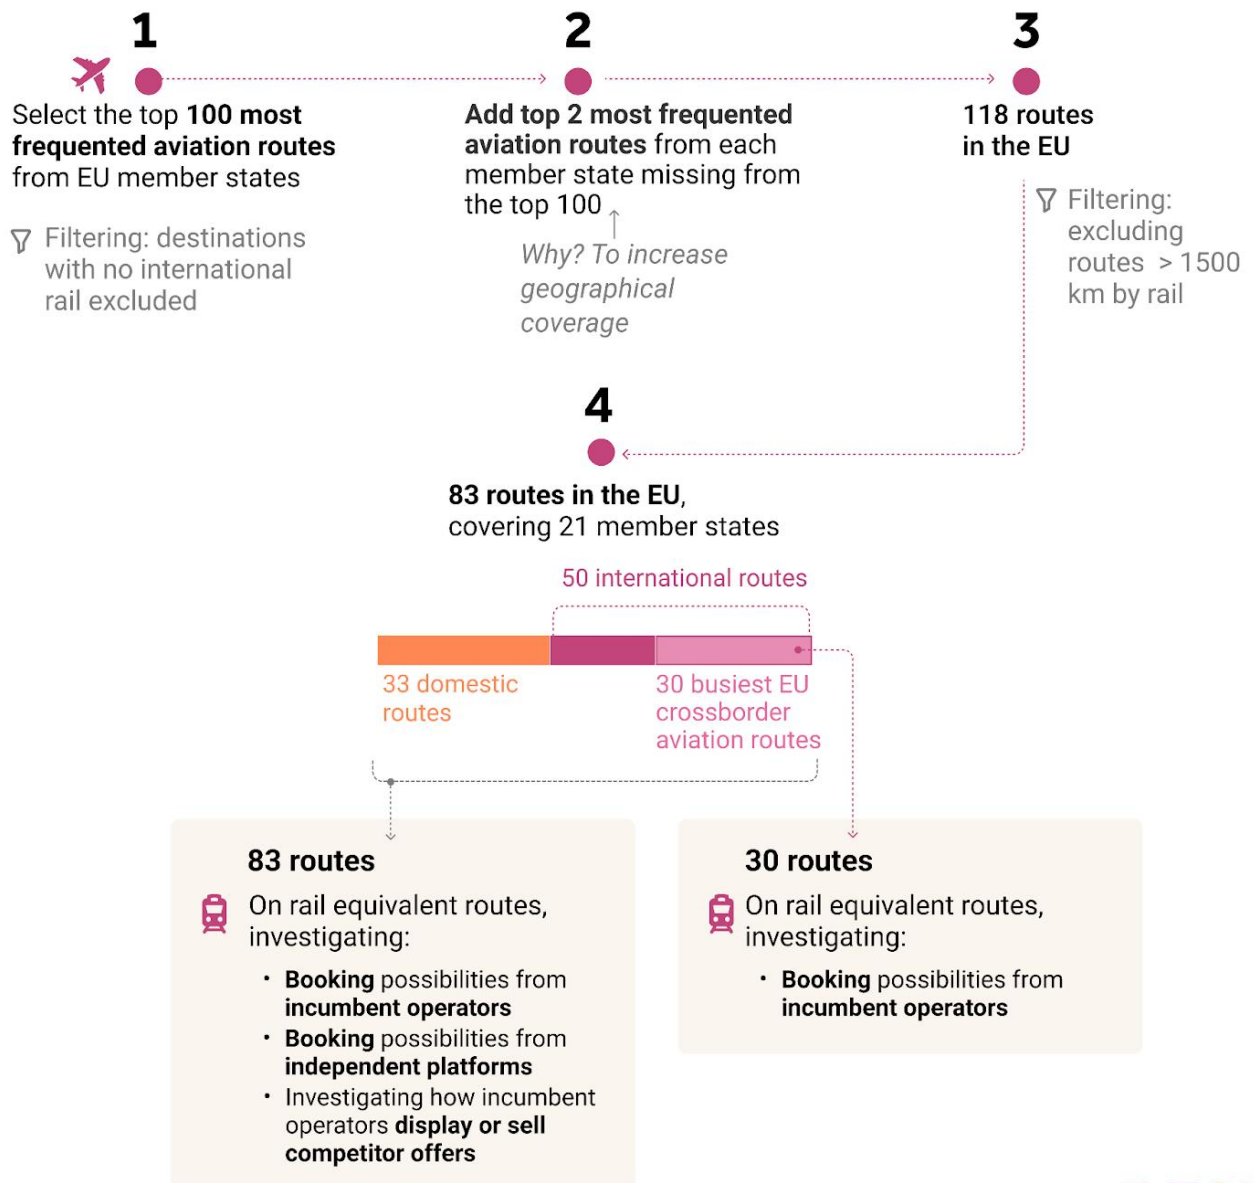 1
Select the top 100 most
frequented aviation routes
from EU member states
Filtering: destinations
with no international
rail excluded
2
Add top 2 most frequented
aviation routes from each
member state missing from
the top 100
Why? To increase
geographical
coverage
3
118 routes
in the EU
Filtering:
excluding
routes > 1500
km by rail
4
83 routes in the EU,
covering 21 member states
50 international routes
33 domestic
routes
30 busiest EU
crossborder
aviation routes
83 routes
On rail equivalent routes,
investigating:
• Booking possibilities from
incumbent operators
• Booking possibilities from
independent platforms
• Investigating how incumbent
operators display or sell
competitor offers
30 routes
On rail equivalent routes,
investigating:
• Booking possibilities from
incumbent operators